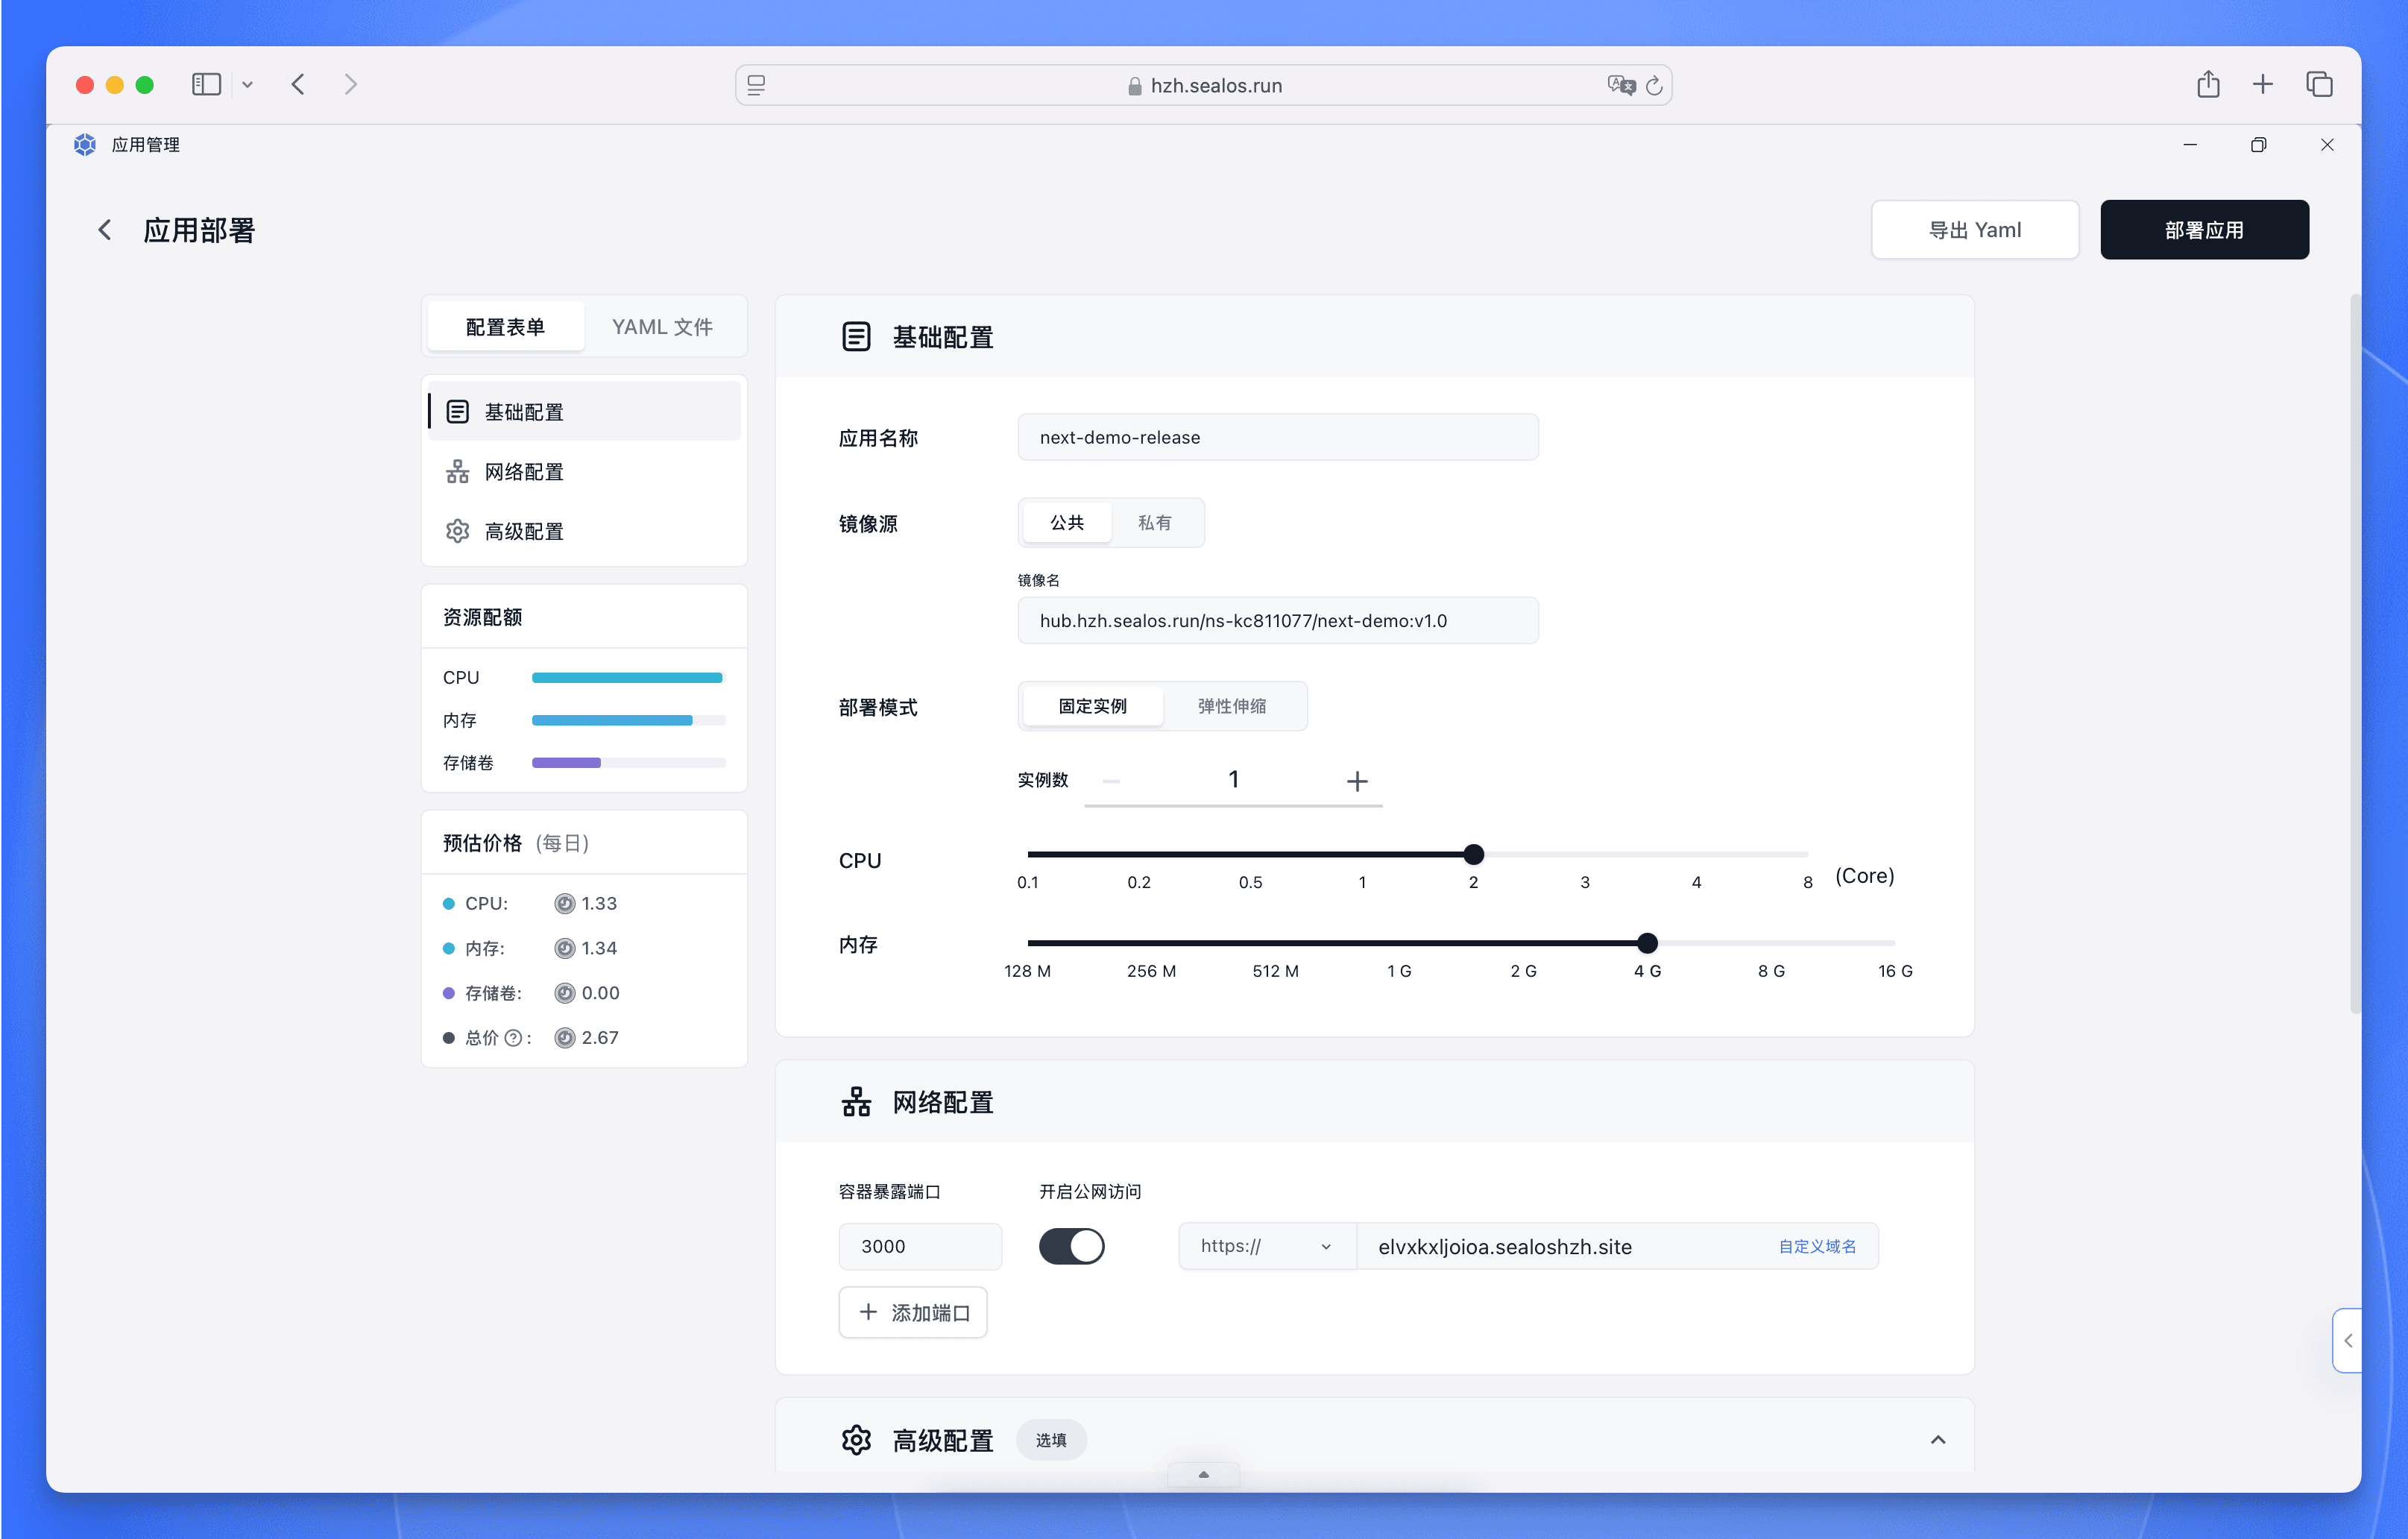 hzh.sealos.run
应用管理
应用部署
导出 Yaml
部署应用
配置表单
YAML 文件
基础配置
网络配置
高级配置
资源配额
CPU
内存
存储卷
预估价格 (每日)
CPU: 1.33
内存: 1.34
存储卷: 0.00
总价 ? : 2.67
基础配置
应用名称
next-demo-release
镜像源
公共
私有
镜像名
hub.hzh.sealos.run/ns-kc811077/next-demo:v1.0
部署模式
固定实例
弹性伸缩
实例数
1
CPU
0.1 0.2 0.5 1 2 3 4 8 (Core)
内存
128 M 256 M 512 M 1 G 2 G 4 G 8 G 16 G
网络配置
容器暴露端口
开启公网访问
3000
https://
elvxkxljoioa.sealoshzh.site
自定义域名
添加端口
高级配置
选填